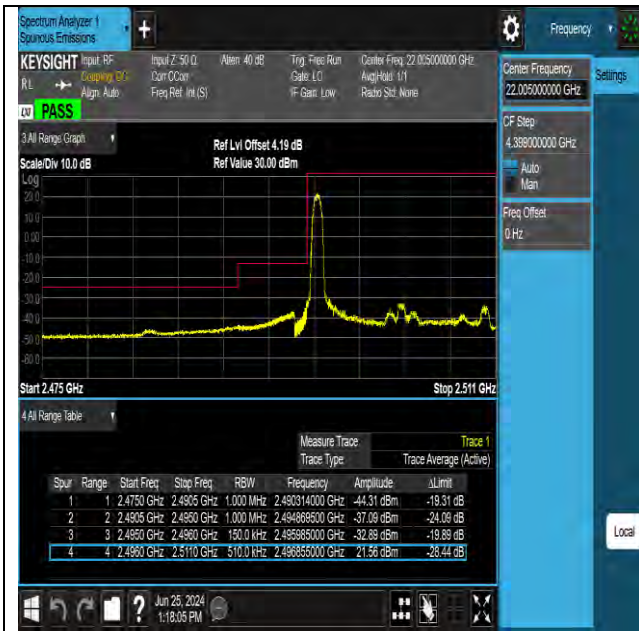 Spectrum Analyzer 1
Spurious Emissions
+
Frequency
KEYSIGHT
Input: RF
Input Z: 50 Ω
Atten: 40 dB
Trig: Free Run
Center Freq: 22.005000000 GHz
RL
Coupling: DC
Corr CCorr
Gate: LO
Avg|Hold: 1/1
Align: Auto
Freq Ref: Int (S)
IF Gain: Low
Radio Std: None
PASS
Center Frequency
22.005000000 GHz
Settings
CF Step
4.399000000 GHz
Auto
Man
Freq Offset
0 Hz
3 All Range Graph
Ref Lvl Offset 4.19 dB
Scale/Div 10.0 dB
Ref Value 30.00 dBm
Log
20.0
10.0
0.00
-10.0
-20.0
-30.0
-40.0
-50.0
-60.0
Start 2.475 GHz
Stop 2.511 GHz
4 All Range Table
Measure Trace Trace 1
Trace Type Trace Average (Active)
Spur Range Start Freq Stop Freq RBW Frequency Amplitude ΔLimit
1 1 2.4750 GHz 2.4905 GHz 1.000 MHz 2.490314000 GHz -44.31 dBm -19.31 dB
2 2 2.4905 GHz 2.4950 GHz 1.000 MHz 2.494869500 GHz -37.09 dBm -24.09 dB
3 3 2.4950 GHz 2.4960 GHz 150.0 kHz 2.495985000 GHz -32.89 dBm -19.89 dB
4 4 2.4960 GHz 2.5110 GHz 510.0 kHz 2.496855000 GHz 21.56 dBm -28.44 dB
Local
?
Jun 25, 2024
1:18:05 PM